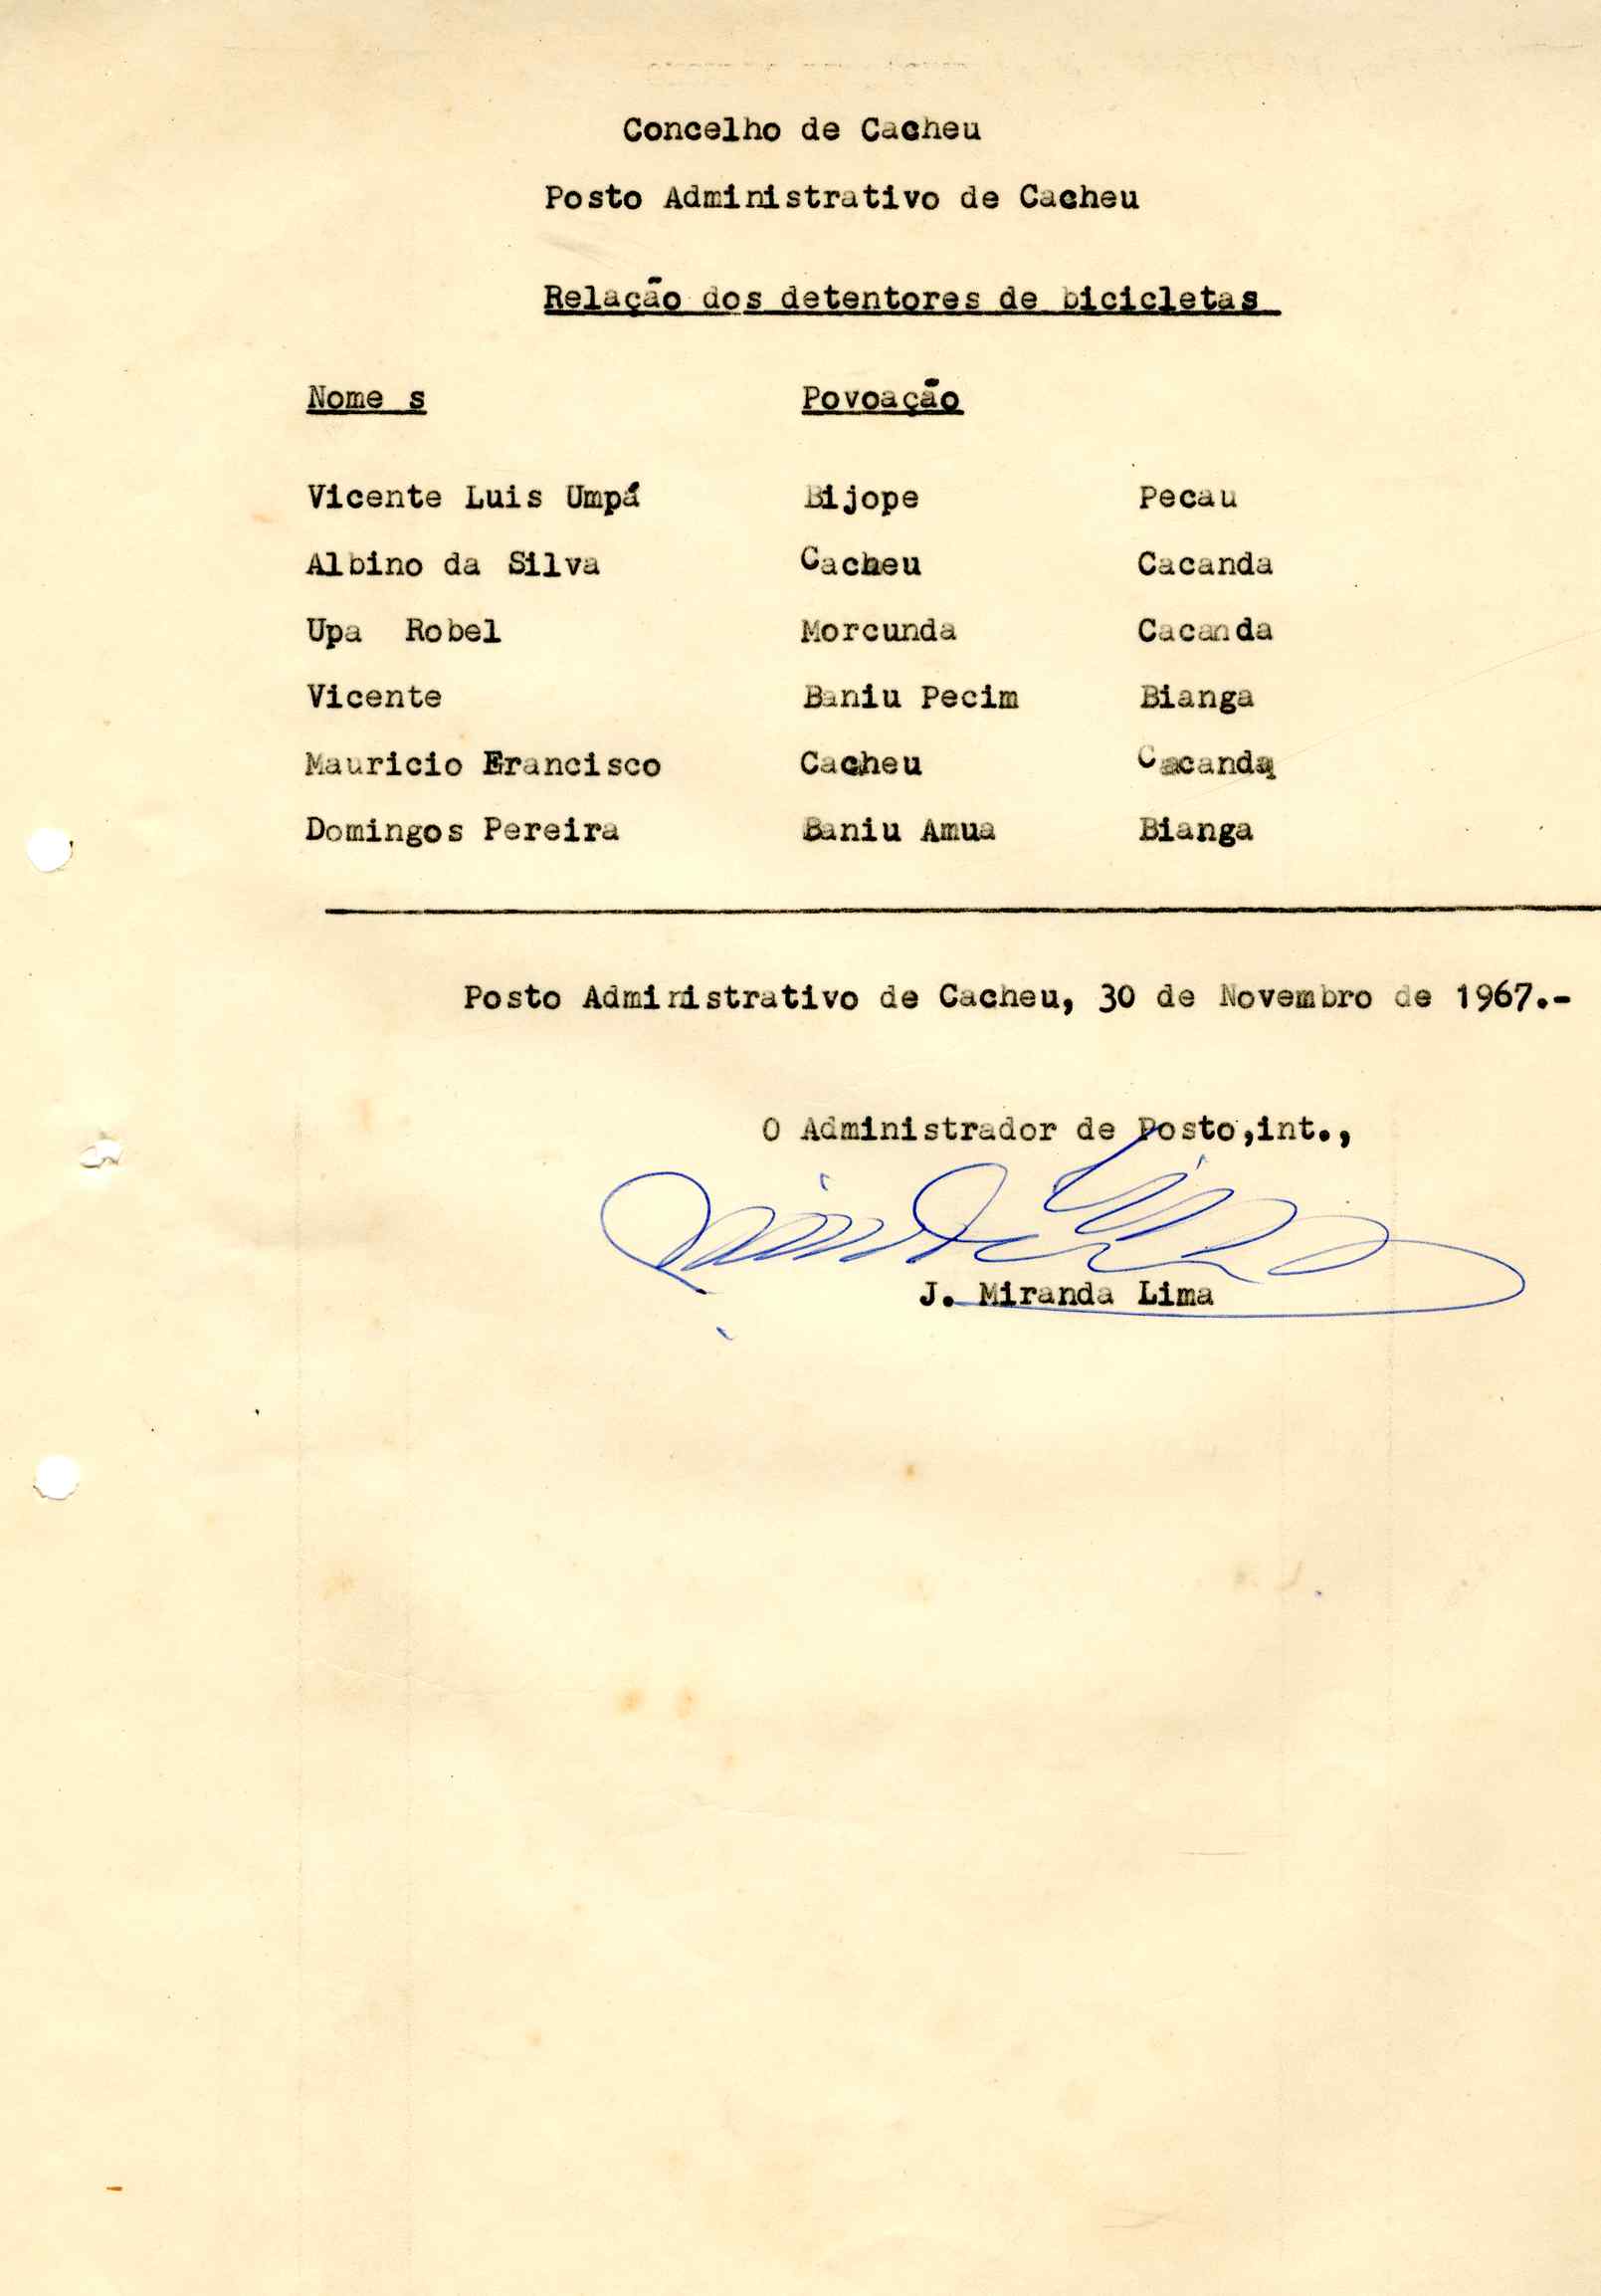 Concelho de Cacheu
Posto Administrativo de Cacheu
Relação dos detentores de bicicletas
Nome s Povoação
Vicente Luis Umpá Bijope Pecau
Albino da Silva Cacheu Cacanda
Upa Robel Morcunda Cacanda
Vicente Baniu Pecim Bianga
Mauricio Francisco Cacheu Cacanda
Domingos Pereira Baniu Amua Bianga
Posto Administrativo de Cacheu, 30 de Novembro de 1967.-
O Administrador de Posto,int.,
J. Miranda Lima